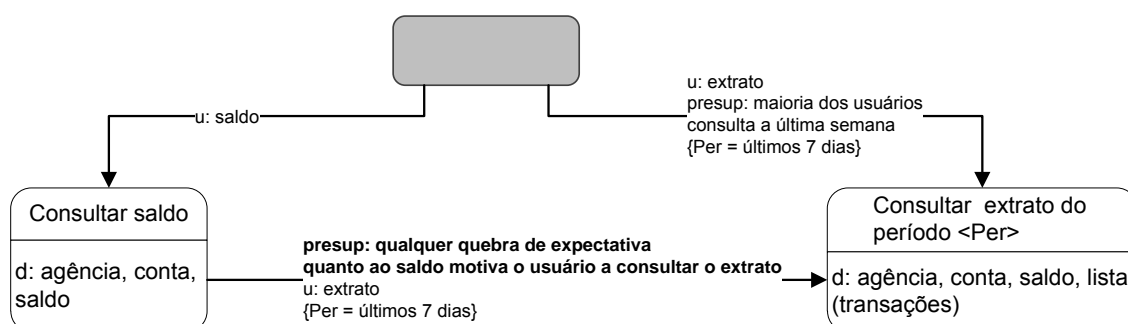 u: extrato
presup: maioria dos usuários
consulta a última semana
{Per = últimos 7 dias}
u: saldo
Consultar saldo
d: agência, conta,
saldo
presup: qualquer quebra de expectativa
quanto ao saldo motiva o usuário a consultar o extrato
u: extrato
{Per = últimos 7 dias}
Consultar extrato do
período <Per>
d: agência, conta, saldo, lista
(transações)